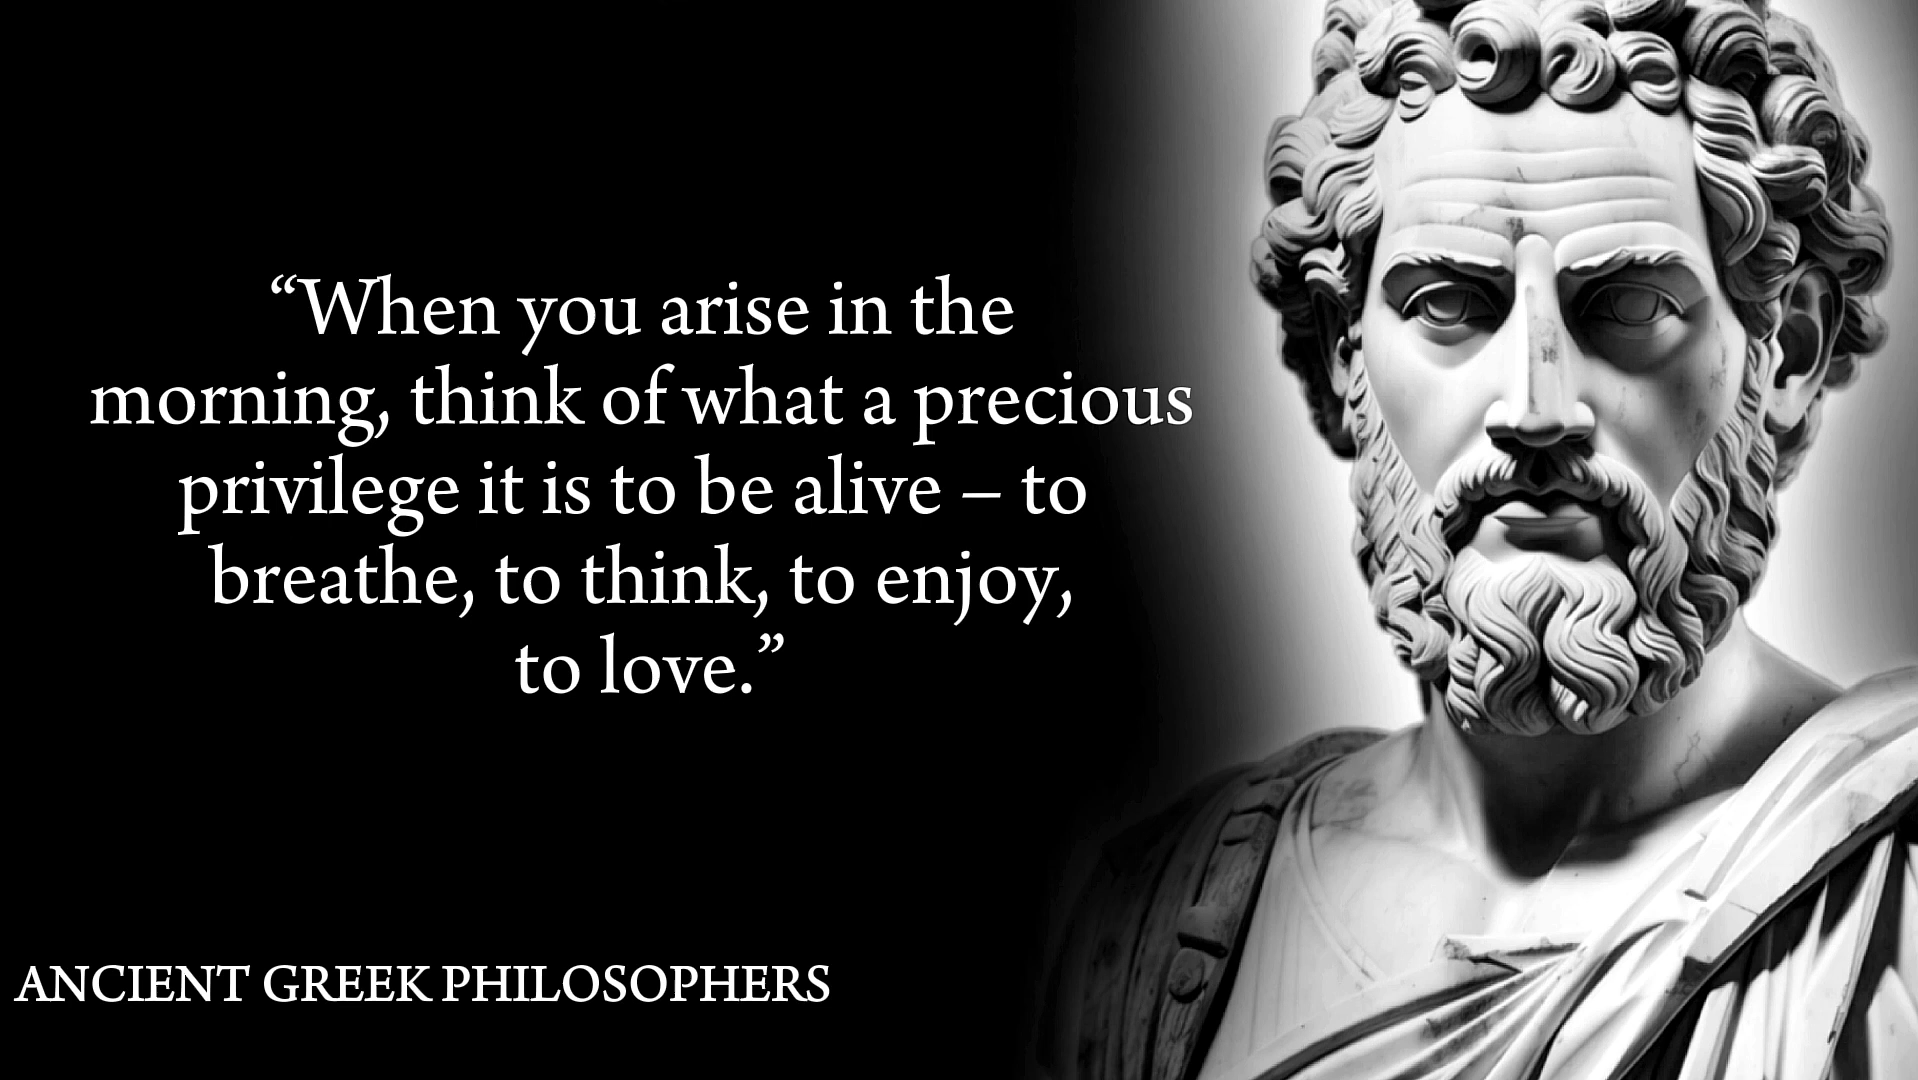 “When you arise in the
morning, think of what a precious
privilege it is to be alive – to
breathe, to think, to enjoy,
to love.”
ANCIENT GREEK PHILOSOPHERS